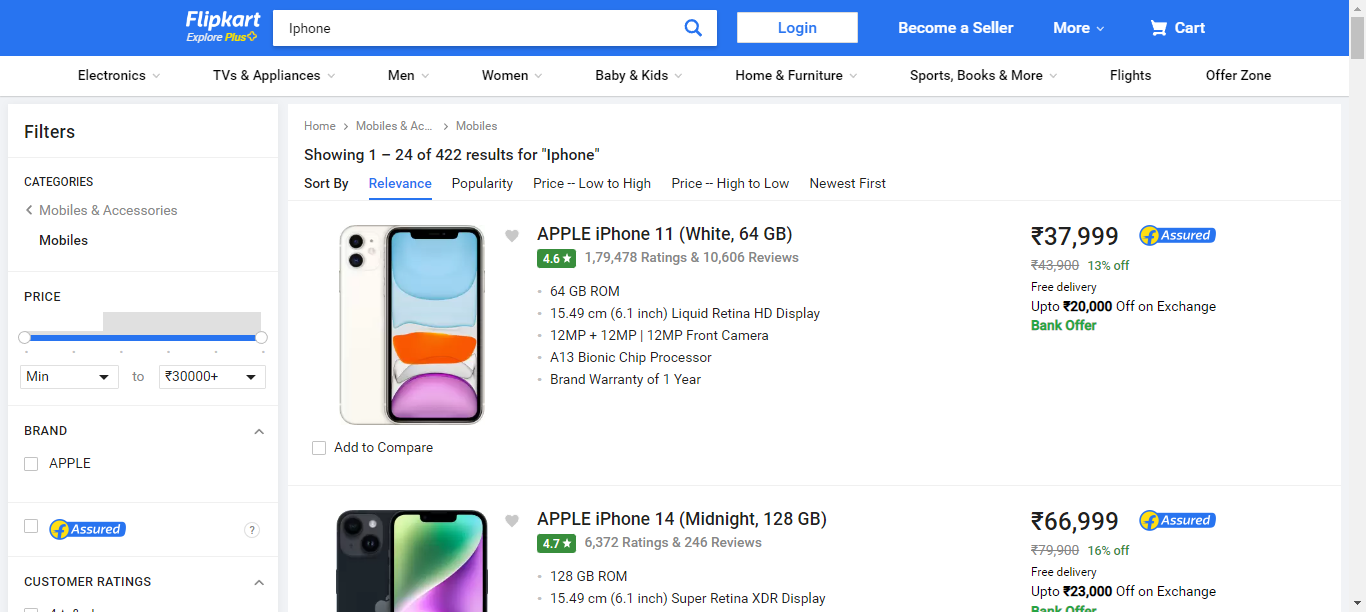 Flipkart
Explore Plus
Iphone
Login
Become a Seller
More
Cart
Electronics
TVs & Appliances
Men
Women
Baby & Kids
Home & Furniture
Sports, Books & More
Flights
Offer Zone
Filters
CATEGORIES
Mobiles & Accessories
Mobiles
PRICE
Min
to
₹30000+
BRAND
APPLE
Assured
?
CUSTOMER RATINGS
Home
Mobiles & Ac...
Mobiles
Showing 1 – 24 of 422 results for "Iphone"
Sort By
Relevance
Popularity
Price -- Low to High
Price -- High to Low
Newest First
APPLE iPhone 11 (White, 64 GB)
4.6
1,79,478 Ratings & 10,606 Reviews
64 GB ROM
15.49 cm (6.1 inch) Liquid Retina HD Display
12MP + 12MP | 12MP Front Camera
A13 Bionic Chip Processor
Brand Warranty of 1 Year
₹37,999
Assured
₹43,900 13% off
Free delivery
Upto ₹20,000 Off on Exchange
Bank Offer
Add to Compare
APPLE iPhone 14 (Midnight, 128 GB)
4.7
6,372 Ratings & 246 Reviews
128 GB ROM
15.49 cm (6.1 inch) Super Retina XDR Display
₹66,999
Assured
₹79,900 16% off
Free delivery
Upto ₹23,000 Off on Exchange
Bank Offer